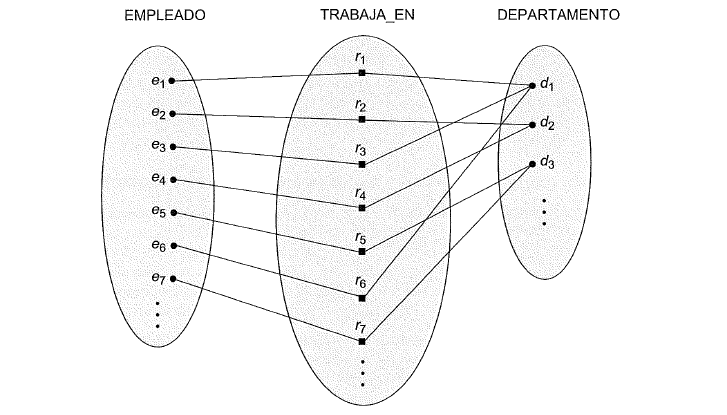 EMPLEADO
TRABAJA_EN
DEPARTAMENTO
r1
e1
d1
r2
e2
d2
r3
e3
d3
r4
e4
r5
e5
r6
e6
r7
e7